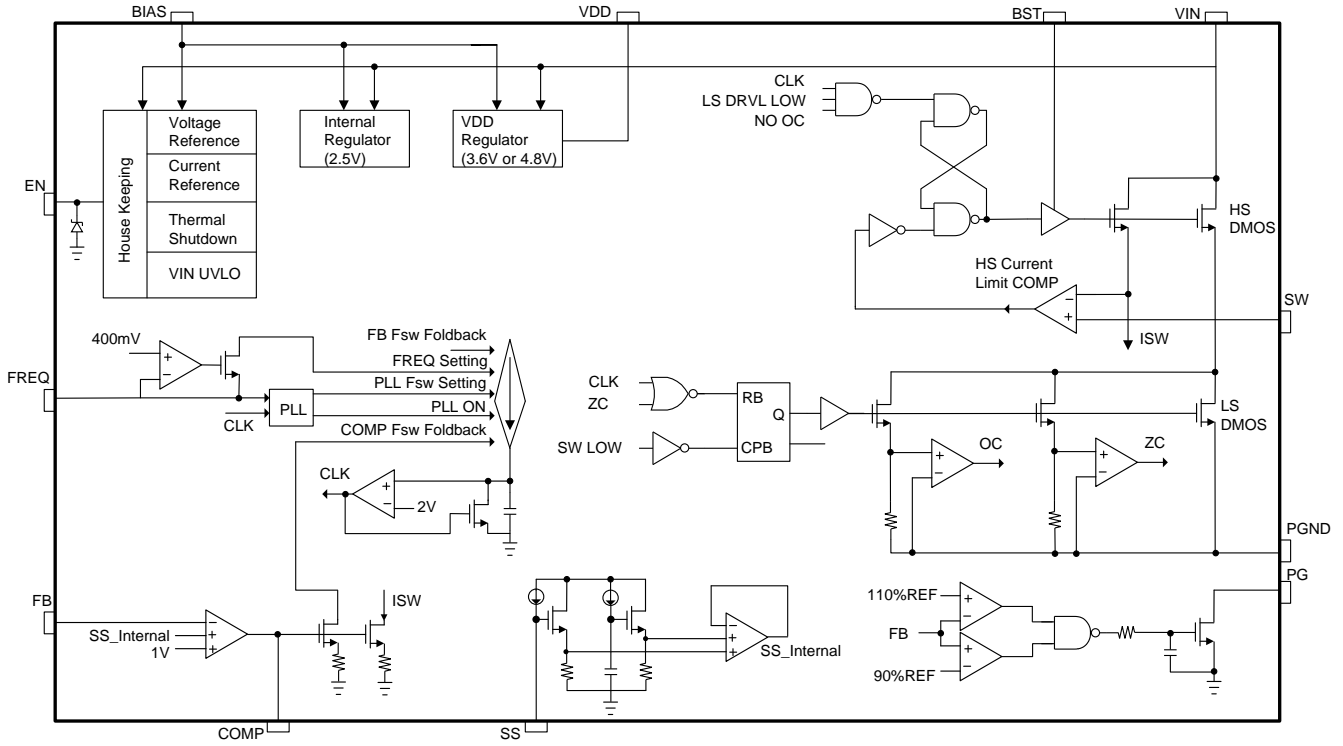 BIAS
VDD
BST
VIN
CLK
LS DRVL LOW
NO OC
House Keeping
Voltage
Reference
Current
Reference
Thermal
Shutdown
VIN UVLO
Internal
Regulator
(2.5V)
VDD
Regulator
(3.6V or 4.8V)
EN
HS
DMOS
HS Current
Limit COMP
−
+
SW
ISW
400mV
+
−
FREQ
PLL
CLK
FB Fsw Foldback
FREQ Setting
PLL Fsw Setting
PLL ON
COMP Fsw Foldback
CLK
+
−
2V
CLK
ZC
SW LOW
RB
Q
CPB
LS
DMOS
+
−
OC
+
−
ZC
PGND
PG
FB
SS_Internal
1V
−
+
+
ISW
−
+
+
SS_Internal
110%REF
FB
90%REF
+
−
+
−
COMP
SS